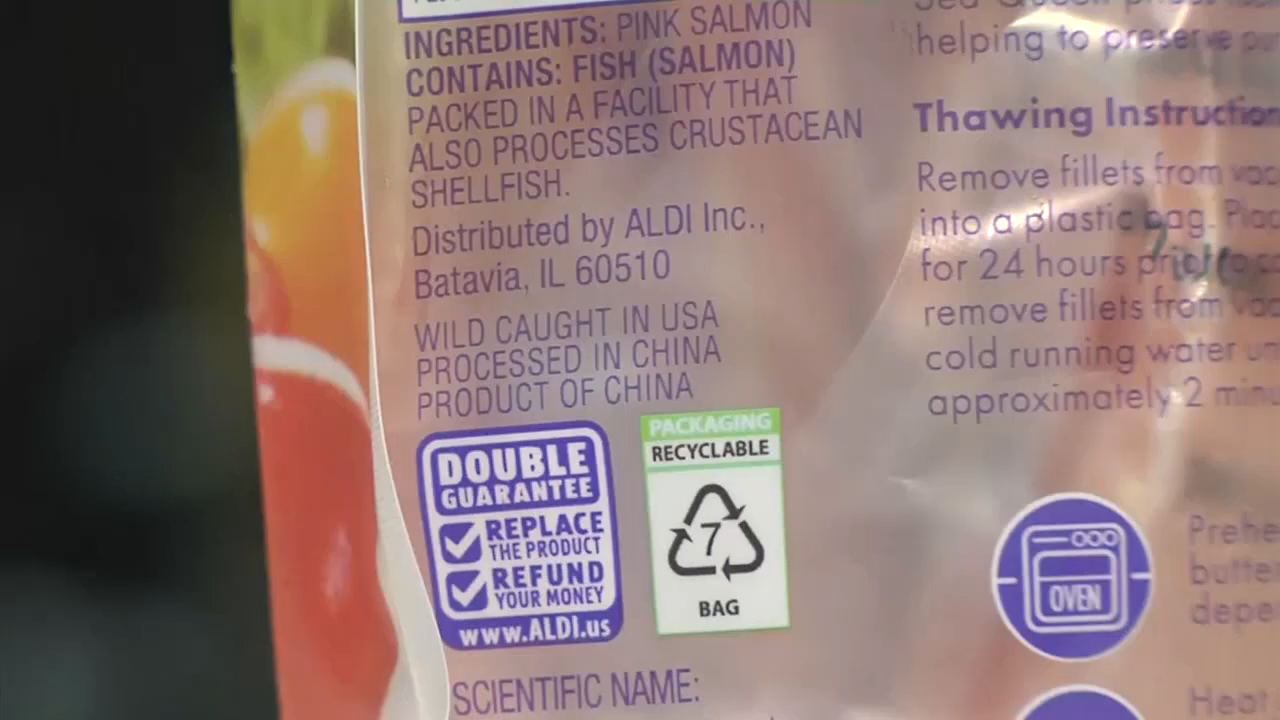 INGREDIENTS: PINK SALMON
CONTAINS: FISH (SALMON)
PACKED IN A FACILITY THAT
ALSO PROCESSES CRUSTACEAN
SHELLFISH.
Distributed by ALDI Inc.,
Batavia, IL 60510
WILD CAUGHT IN USA
PROCESSED IN CHINA
PRODUCT OF CHINA
DOUBLE
GUARANTEE
REPLACE
THE PRODUCT
REFUND
YOUR MONEY
www.ALDI.us
PACKAGING
RECYCLABLE
7
BAG
SCIENTIFIC NAME:
helping to preserve
Thawing Instruction
Remove fillets from
into a plastic bag.
for 24 hours prior to
remove fillets from
cold running water
approximately 2
OVEN
Heat